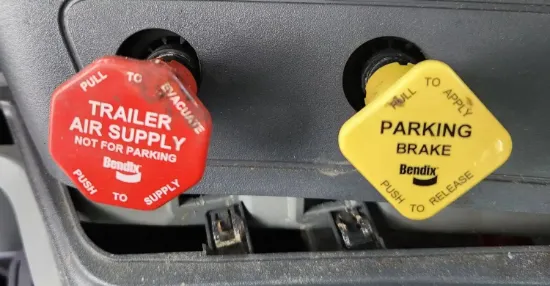 PULL TO EVACUATE
TRAILER
AIR SUPPLY
NOT FOR PARKING
Bendix
PUSH TO SUPPLY
PULL TO APPLY
PARKING
BRAKE
Bendix
PUSH TO RELEASE